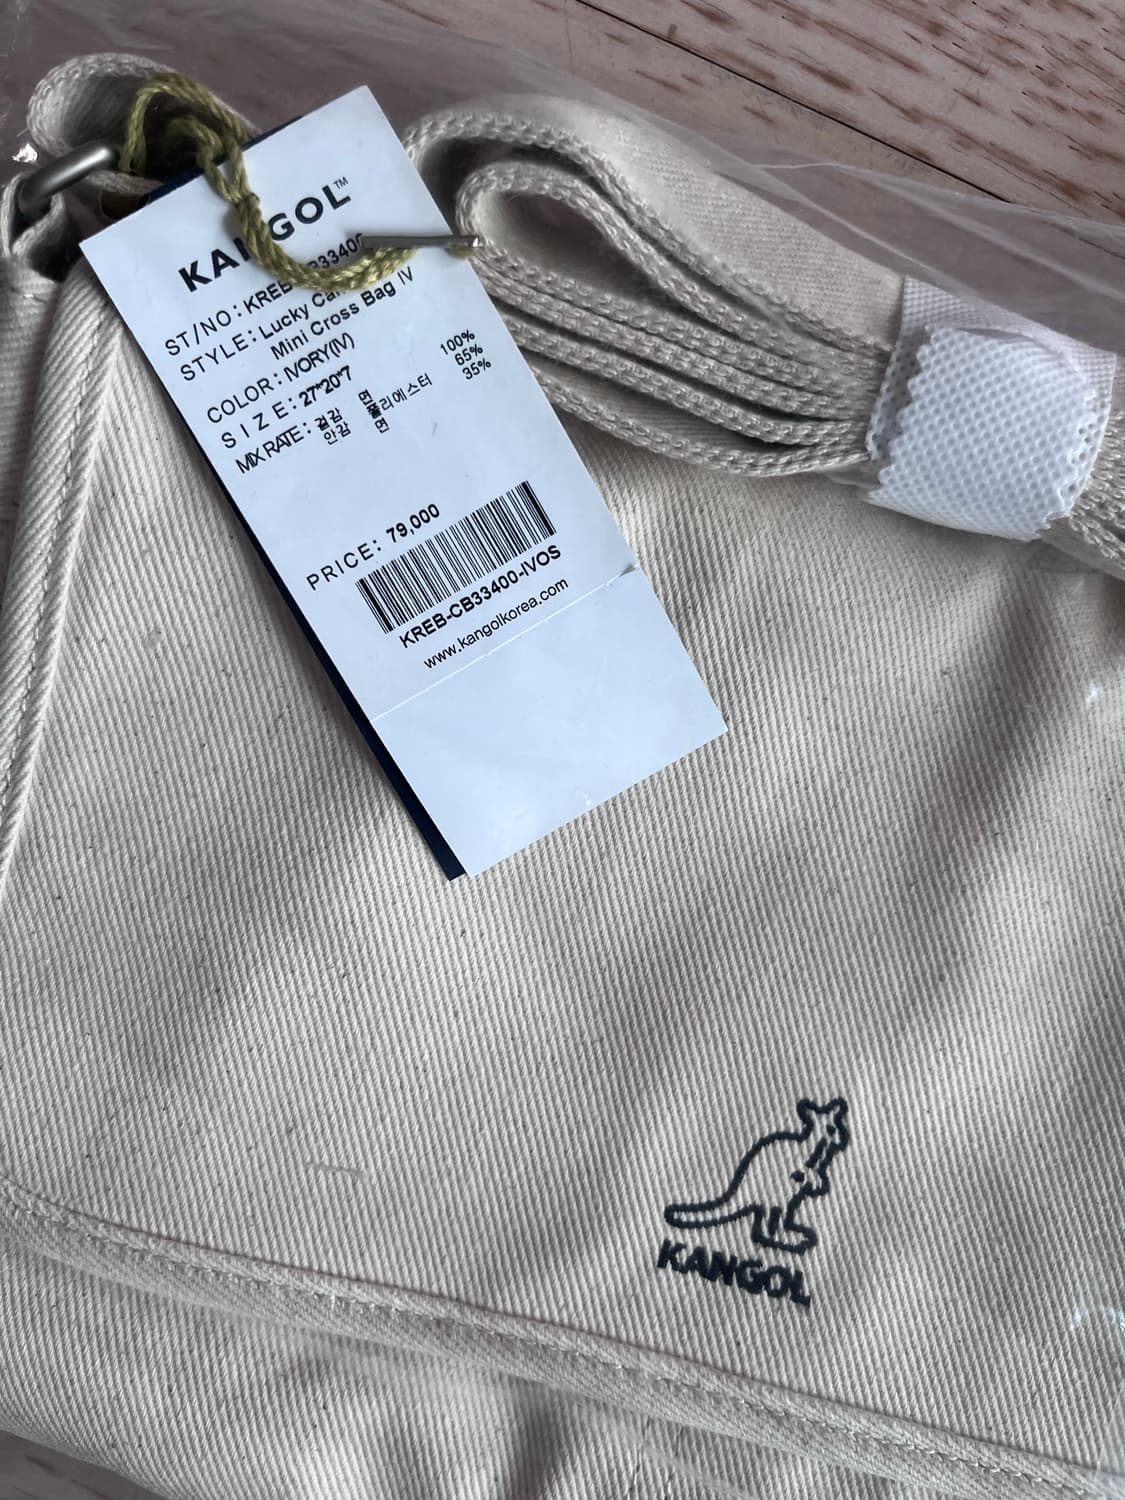 KANGOL™
ST/NO: KREB-CB33400
STYLE: Lucky
Mini Cross Bag IV
COLOR: IVORY(IV)
SIZE: 27*20*7
MIX RATE: 겉감 면 100%
안감 폴리에스터 65%
면 35%
PRICE: 79,000
KREB-CB33400-IVOS
www.kangolkorea.com
KANGOL